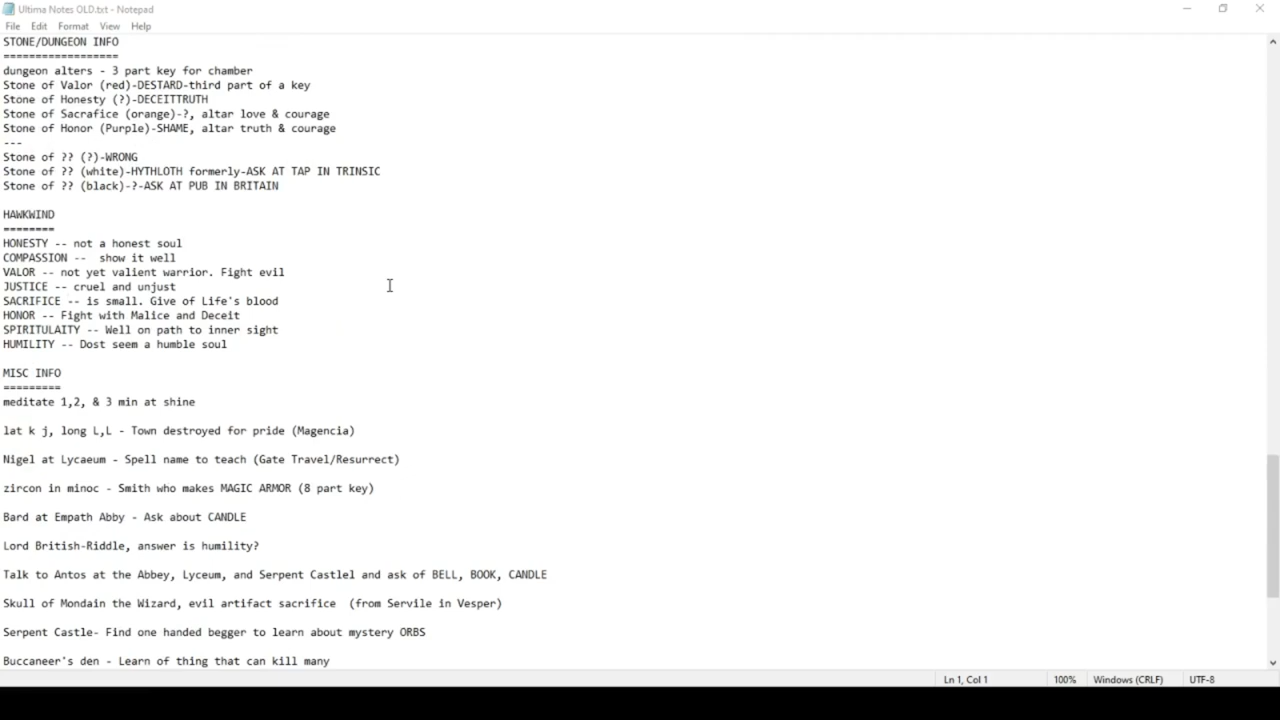 Ultima Notes OLD.txt - Notepad
File Edit Format View Help
STONE/DUNGEON INFO
==================
dungeon alters - 3 part key for chamber
Stone of Valor (red)-DESTARD-third part of a key
Stone of Honesty (?)-DECEITTRUTH
Stone of Sacrafice (orange)-?, altar love & courage
Stone of Honor (Purple)-SHAME, altar truth & courage
---
Stone of ?? (?)-WRONG
Stone of ?? (white)-HYTHLOTH formerly-ASK AT TAP IN TRINSIC
Stone of ?? (black)-?-ASK AT PUB IN BRITAIN
HAWKWIND
========
HONESTY -- not a honest soul
COMPASSION --  show it well
VALOR -- not yet valient warrior. Fight evil
JUSTICE -- cruel and unjust
SACRIFICE -- is small. Give of Life's blood
HONOR -- Fight with Malice and Deceit
SPIRITULAITY -- Well on path to inner sight
HUMILITY -- Dost seem a humble soul
MISC INFO
=========
meditate 1,2, & 3 min at shine
lat k j, long L,L - Town destroyed for pride (Magencia)
Nigel at Lycaeum - Spell name to teach (Gate Travel/Resurrect)
zircon in minoc - Smith who makes MAGIC ARMOR (8 part key)
Bard at Empath Abby - Ask about CANDLE
Lord British-Riddle, answer is humility?
Talk to Antos at the Abbey, Lyceum, and Serpent Castlel and ask of BELL, BOOK, CANDLE
Skull of Mondain the Wizard, evil artifact sacrifice  (from Servile in Vesper)
Serpent Castle- Find one handed begger to learn about mystery ORBS
Buccaneer's den - Learn of thing that can kill many
Ln 1, Col 1 100% Windows (CRLF) UTF-8